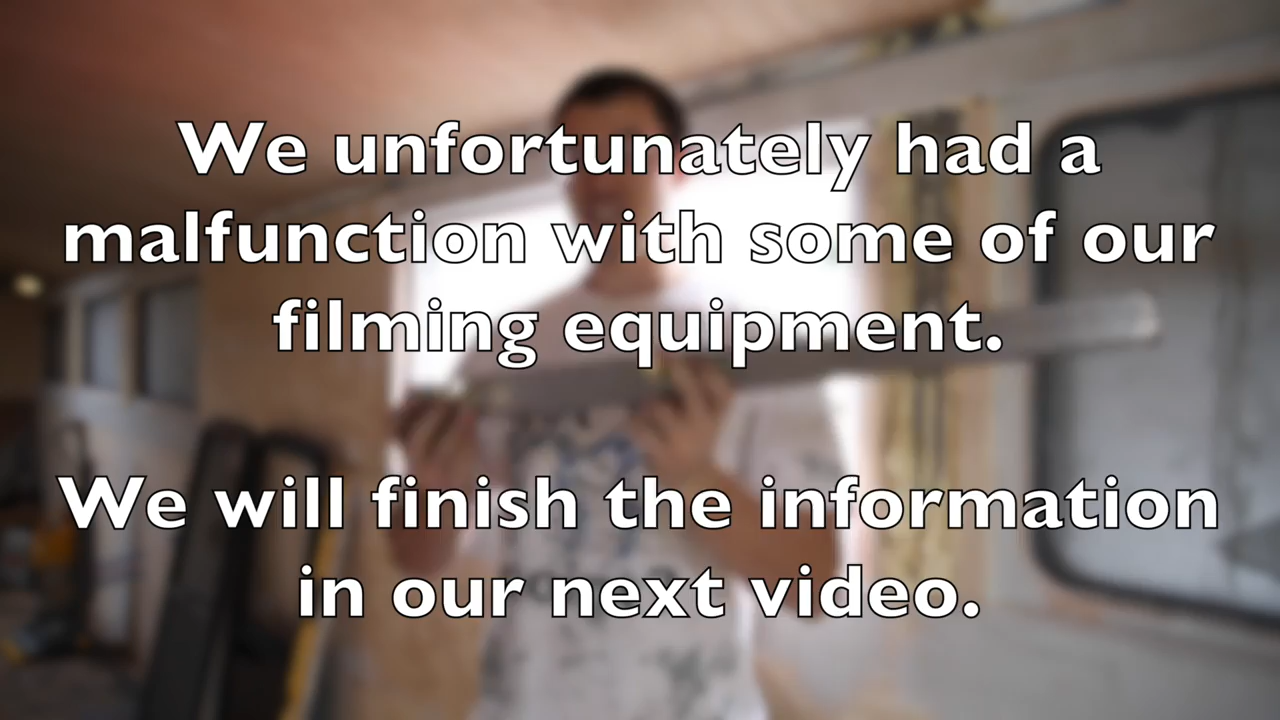 We unfortunately had a
malfunction with some of our
filming equipment.
We will finish the information
in our next video.